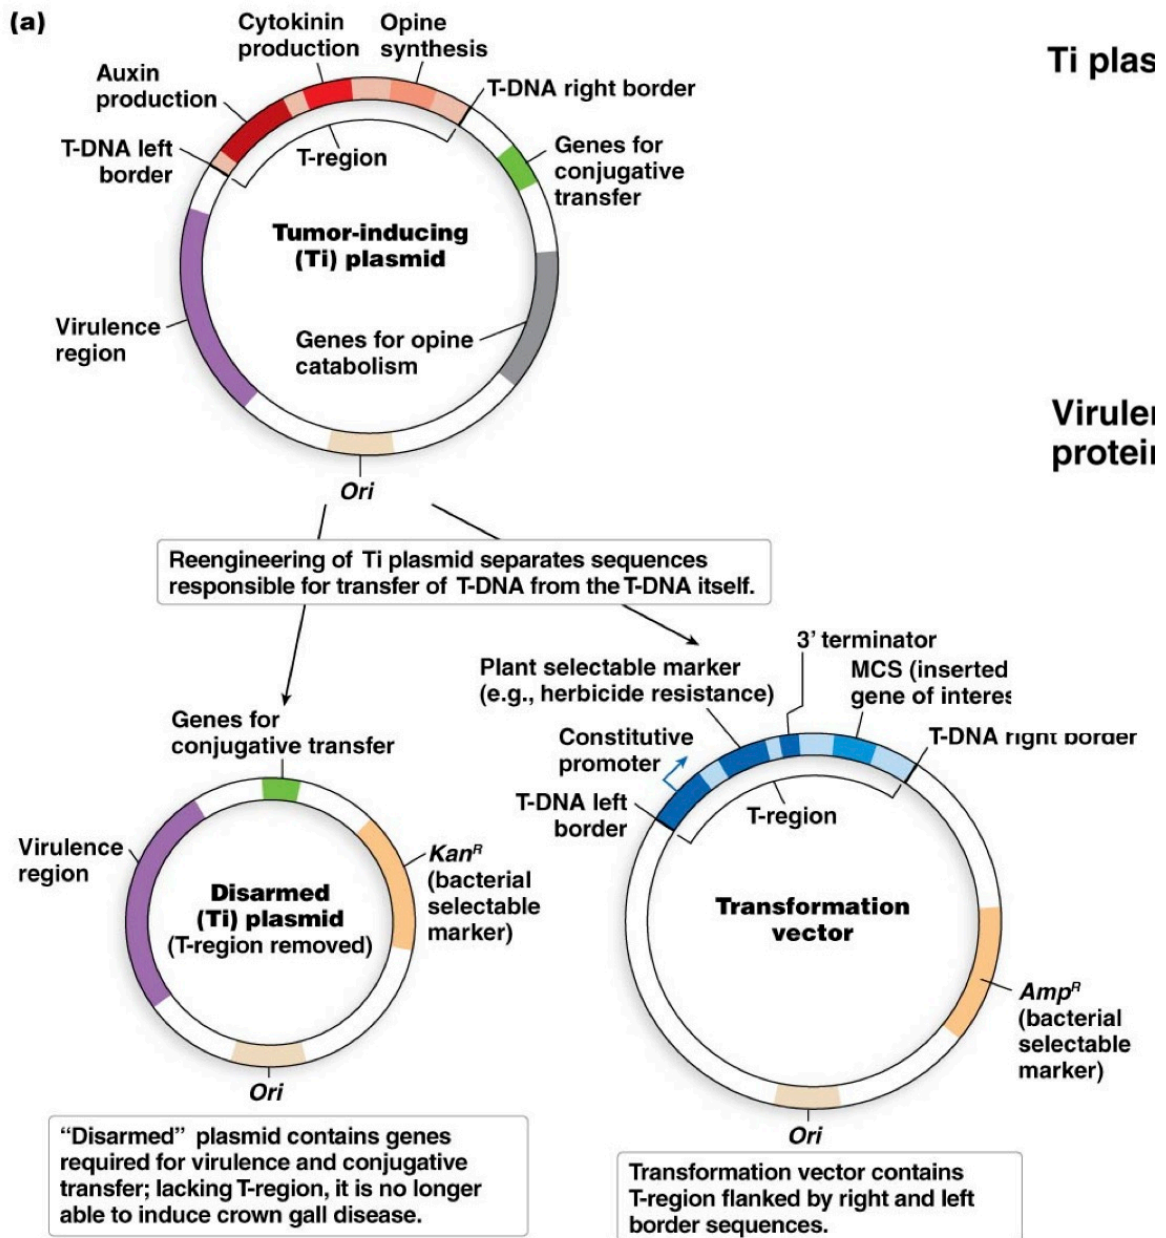 (a)
Cytokinin
production
Opine
synthesis
Auxin
production
T-DNA right border
T-DNA left
border
T-region
Genes for
conjugative
transfer
Tumor-inducing
(Ti) plasmid
Virulence
region
Genes for opine
catabolism
Ori
Ti plas
Virule
protein
Reengineering of Ti plasmid separates sequences
responsible for transfer of T-DNA from the T-DNA itself.
Genes for
conjugative transfer
Virulence
region
KanR
(bacterial
selectable
marker)
Disarmed
(Ti) plasmid
(T-region removed)
Ori
"Disarmed" plasmid contains genes
required for virulence and conjugative
transfer; lacking T-region, it is no longer
able to induce crown gall disease.
3' terminator
Plant selectable marker
(e.g., herbicide resistance)
MCS (inserted
gene of interes
Constitutive
promoter
T-DNA right border
T-DNA left
border
T-region
Transformation
vector
AmpR
(bacterial
selectable
marker)
Ori
Transformation vector contains
T-region flanked by right and left
border sequences.